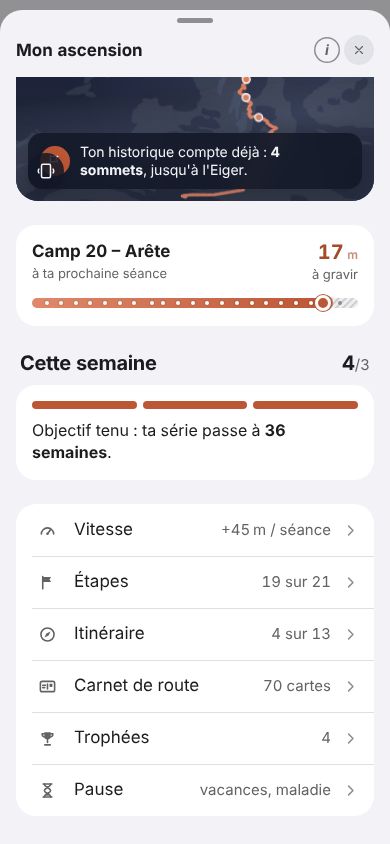 Mon ascension
i
Ton historique compte déjà : 4
sommets, jusqu'à l'Eiger.
Camp 20 – Arête
17 m
à ta prochaine séance
à gravir
Cette semaine
4/3
Objectif tenu : ta série passe à 36
semaines.
Vitesse
+45 m / séance
Étapes
19 sur 21
Itinéraire
4 sur 13
Carnet de route
70 cartes
Trophées
4
Pause
vacances, maladie